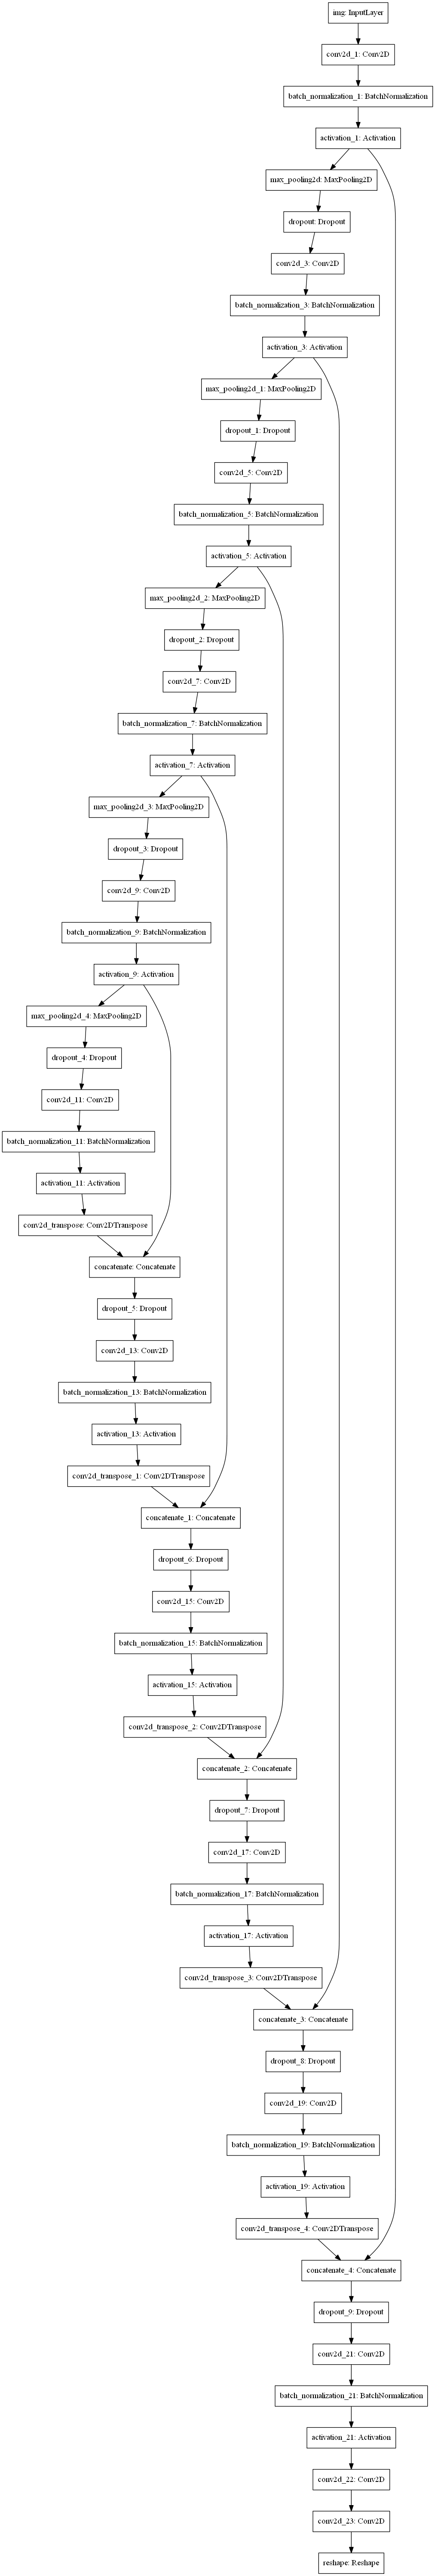 img: InputLayer
conv2d_1: Conv2D
batch_normalization_1: BatchNormalization
activation_1: Activation
max_pooling2d: MaxPooling2D
dropout: Dropout
conv2d_3: Conv2D
batch_normalization_3: BatchNormalization
activation_3: Activation
max_pooling2d_1: MaxPooling2D
dropout_1: Dropout
conv2d_5: Conv2D
batch_normalization_5: BatchNormalization
activation_5: Activation
max_pooling2d_2: MaxPooling2D
dropout_2: Dropout
conv2d_7: Conv2D
batch_normalization_7: BatchNormalization
activation_7: Activation
max_pooling2d_3: MaxPooling2D
dropout_3: Dropout
conv2d_9: Conv2D
batch_normalization_9: BatchNormalization
activation_9: Activation
max_pooling2d_4: MaxPooling2D
dropout_4: Dropout
conv2d_11: Conv2D
batch_normalization_11: BatchNormalization
activation_11: Activation
conv2d_transpose: Conv2DTranspose
concatenate: Concatenate
dropout_5: Dropout
conv2d_13: Conv2D
batch_normalization_13: BatchNormalization
activation_13: Activation
conv2d_transpose_1: Conv2DTranspose
concatenate_1: Concatenate
dropout_6: Dropout
conv2d_15: Conv2D
batch_normalization_15: BatchNormalization
activation_15: Activation
conv2d_transpose_2: Conv2DTranspose
concatenate_2: Concatenate
dropout_7: Dropout
conv2d_17: Conv2D
batch_normalization_17: BatchNormalization
activation_17: Activation
conv2d_transpose_3: Conv2DTranspose
concatenate_3: Concatenate
dropout_8: Dropout
conv2d_19: Conv2D
batch_normalization_19: BatchNormalization
activation_19: Activation
conv2d_transpose_4: Conv2DTranspose
concatenate_4: Concatenate
dropout_9: Dropout
conv2d_21: Conv2D
batch_normalization_21: BatchNormalization
activation_21: Activation
conv2d_22: Conv2D
conv2d_23: Conv2D
reshape: Reshape